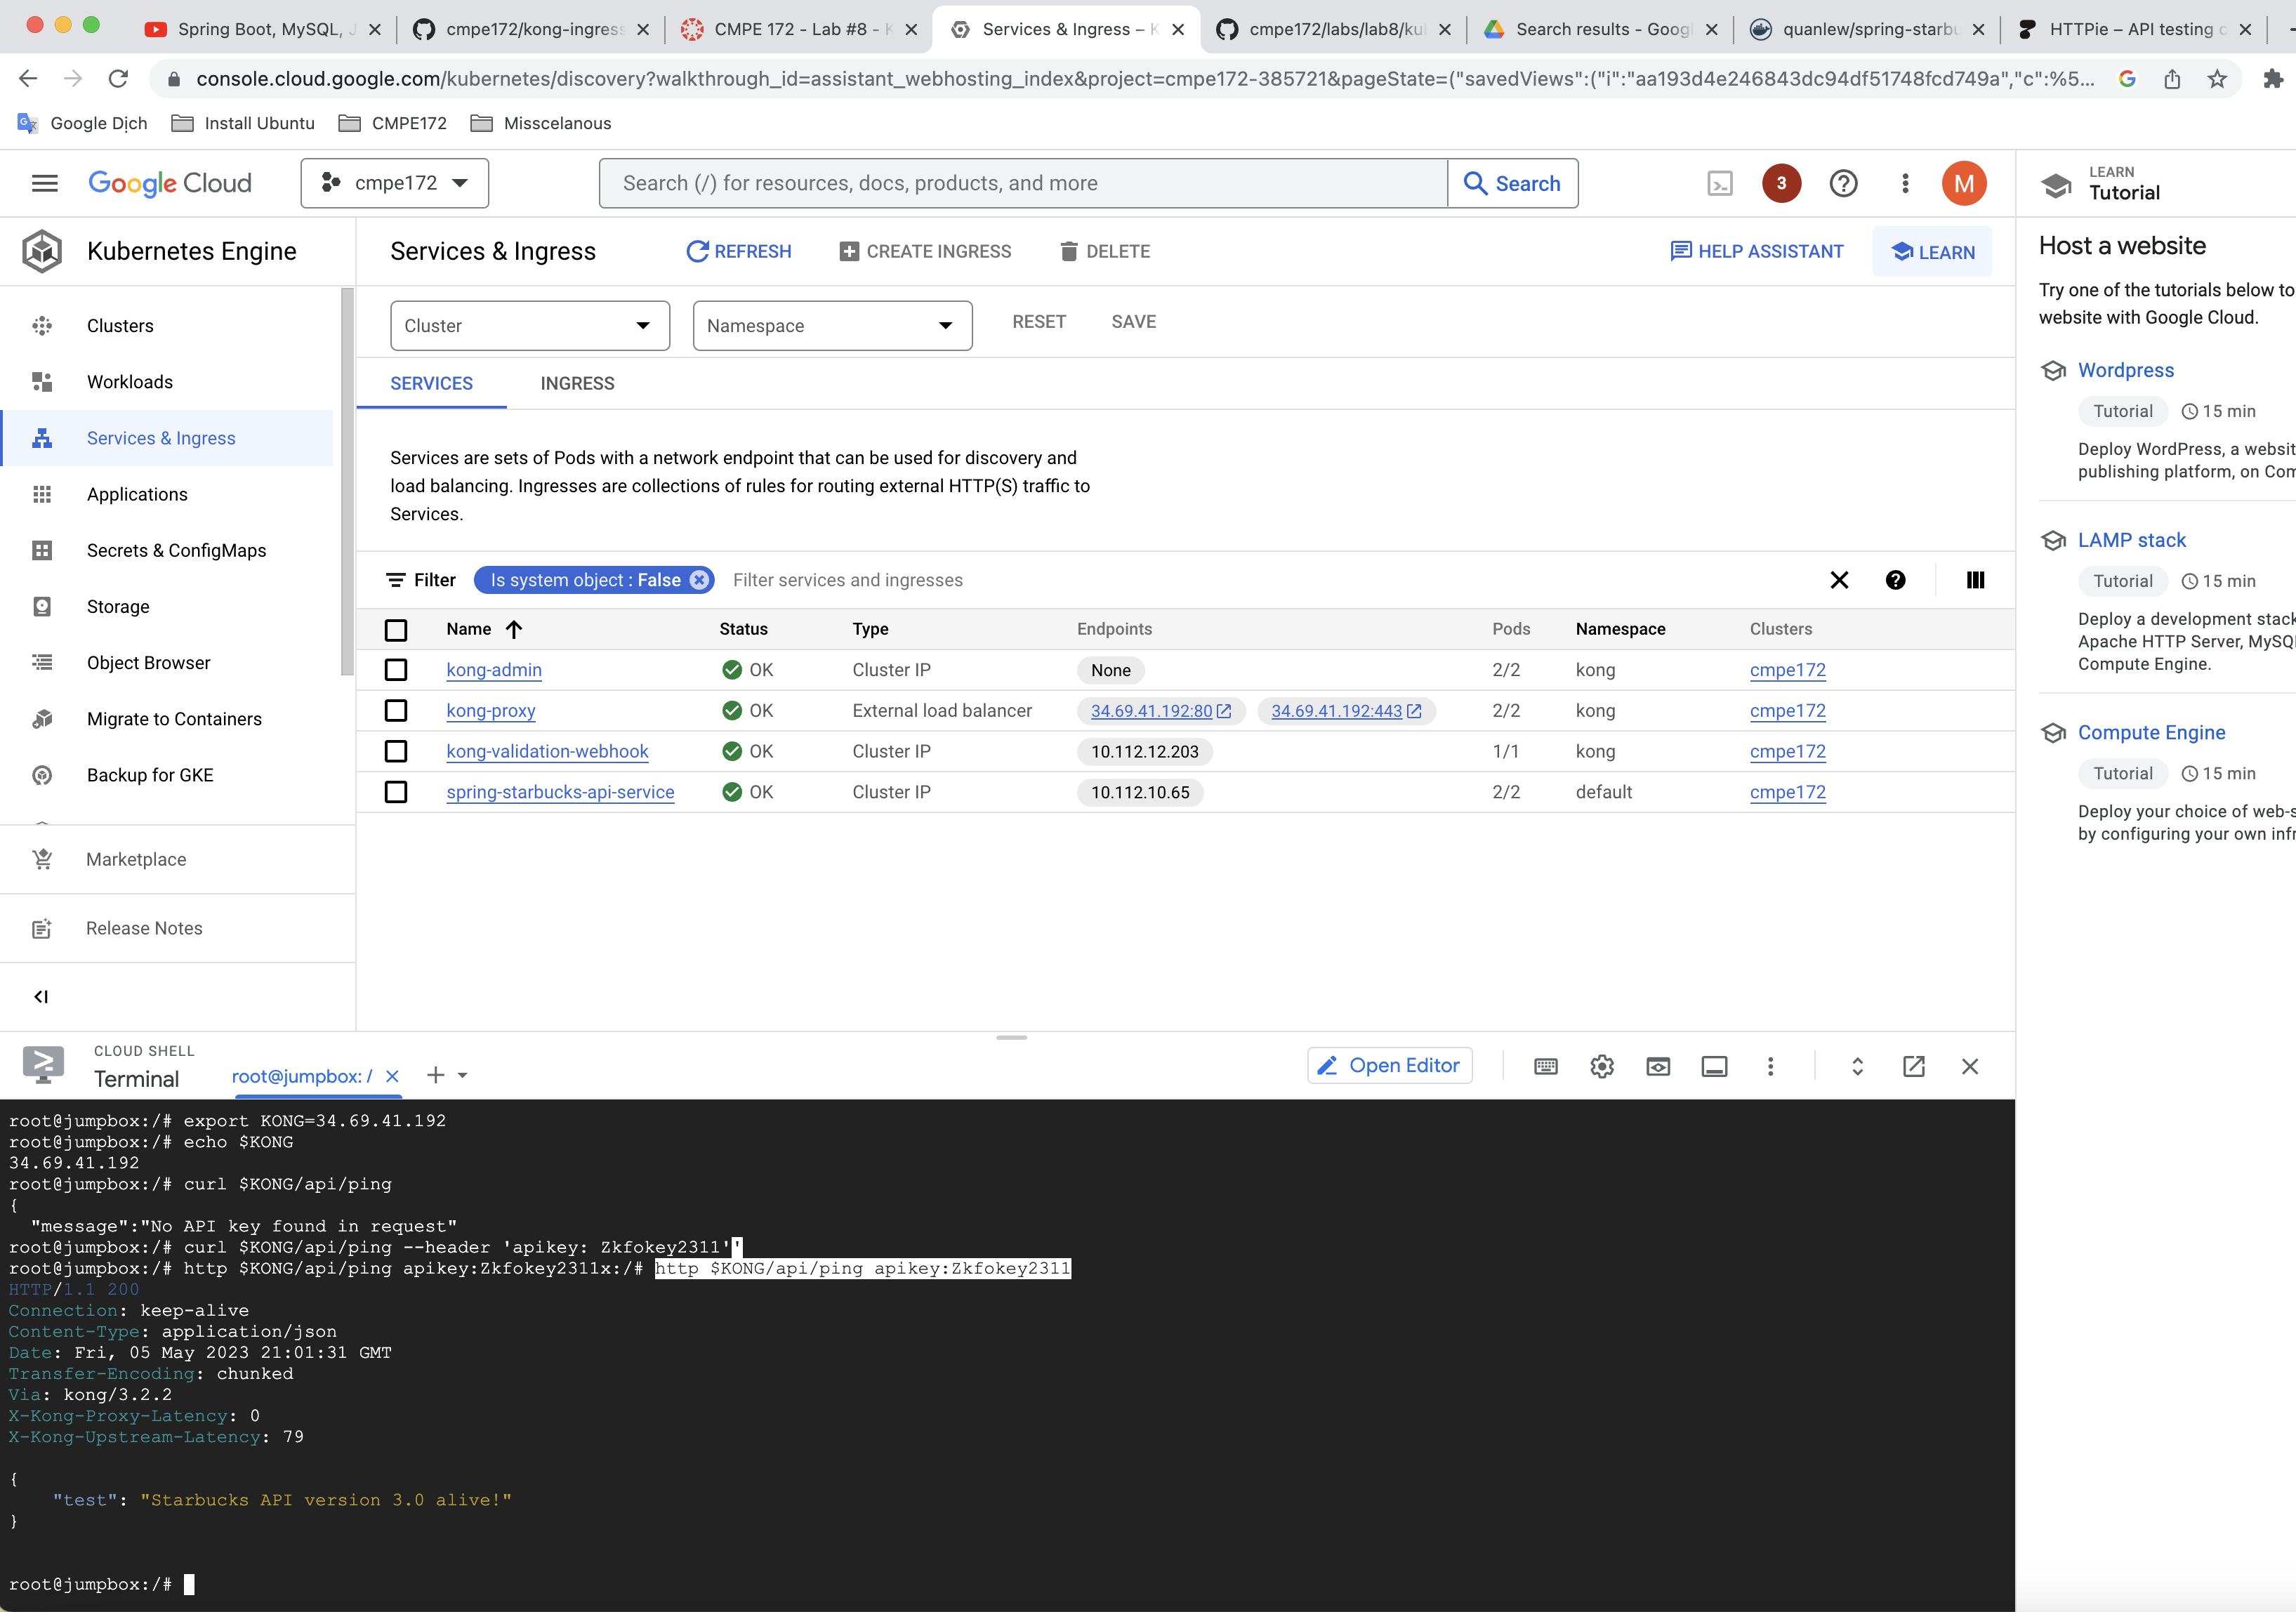 Spring Boot, MySQL, J
cmpe172/kong-ingress
CMPE 172 - Lab #8 - K
Services & Ingress – K
cmpe172/labs/lab8/kub
Search results - Googl
quanlew/spring-starbu
HTTPie – API testing c
console.cloud.google.com/kubernetes/discovery?walkthrough_id=assistant_webhosting_index&project=cmpe172-385721&pageState=("savedViews":("i":"aa193d4e246843dc94df51748fcd749a","c":%5...
Google Dịch
Install Ubuntu
CMPE172
Misscelanous
Google Cloud
cmpe172
Search (/) for resources, docs, products, and more
Search
3
M
LEARN
Tutorial
Kubernetes Engine
Services & Ingress
REFRESH
CREATE INGRESS
DELETE
HELP ASSISTANT
LEARN
Clusters
Workloads
Services & Ingress
Applications
Secrets & ConfigMaps
Storage
Object Browser
Migrate to Containers
Backup for GKE
Marketplace
Release Notes
Cluster
Namespace
RESET
SAVE
SERVICES
INGRESS
Services are sets of Pods with a network endpoint that can be used for discovery and
load balancing. Ingresses are collections of rules for routing external HTTP(S) traffic to
Services.
Filter
Is system object : False
Filter services and ingresses
Name Status Type Endpoints Pods Namespace Clusters
kong-admin OK Cluster IP None 2/2 kong cmpe172
kong-proxy OK External load balancer 34.69.41.192:80 34.69.41.192:443 2/2 kong cmpe172
kong-validation-webhook OK Cluster IP 10.112.12.203 1/1 kong cmpe172
spring-starbucks-api-service OK Cluster IP 10.112.10.65 2/2 default cmpe172
Host a website
Try one of the tutorials below to
website with Google Cloud.
Wordpress
Tutorial 15 min
Deploy WordPress, a websit
publishing platform, on Com
LAMP stack
Tutorial 15 min
Deploy a development stack
Apache HTTP Server, MySQL
Compute Engine.
Compute Engine
Tutorial 15 min
Deploy your choice of web-s
by configuring your own infr
CLOUD SHELL
Terminal
root@jumpbox: /
Open Editor
root@jumpbox:/# export KONG=34.69.41.192
root@jumpbox:/# echo $KONG
34.69.41.192
root@jumpbox:/# curl $KONG/api/ping
{
"message":"No API key found in request"
root@jumpbox:/# curl $KONG/api/ping --header 'apikey: Zkfokey2311''
root@jumpbox:/# http $KONG/api/ping apikey:Zkfokey2311x:/# http $KONG/api/ping apikey:Zkfokey2311
HTTP/1.1 200
Connection: keep-alive
Content-Type: application/json
Date: Fri, 05 May 2023 21:01:31 GMT
Transfer-Encoding: chunked
Via: kong/3.2.2
X-Kong-Proxy-Latency: 0
X-Kong-Upstream-Latency: 79
{
"test": "Starbucks API version 3.0 alive!"
}
root@jumpbox:/#